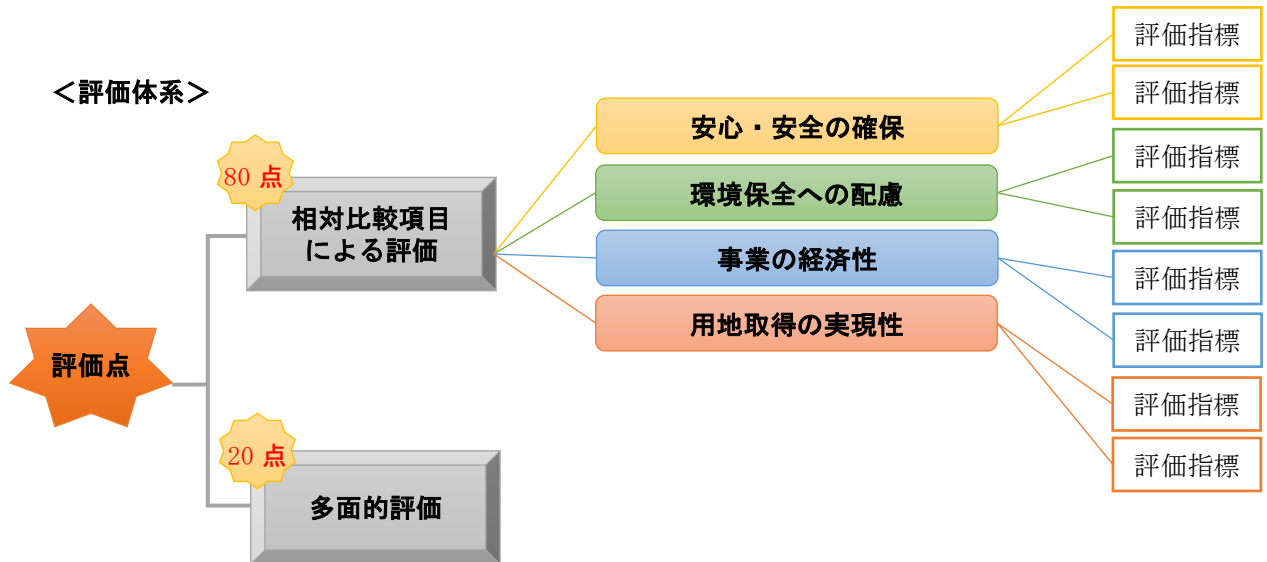 ＜評価体系＞
評価点
80 点
相対比較項目
による評価
安心・安全の確保
評価指標
評価指標
環境保全への配慮
評価指標
評価指標
事業の経済性
評価指標
評価指標
用地取得の実現性
評価指標
評価指標
20 点
多面的評価